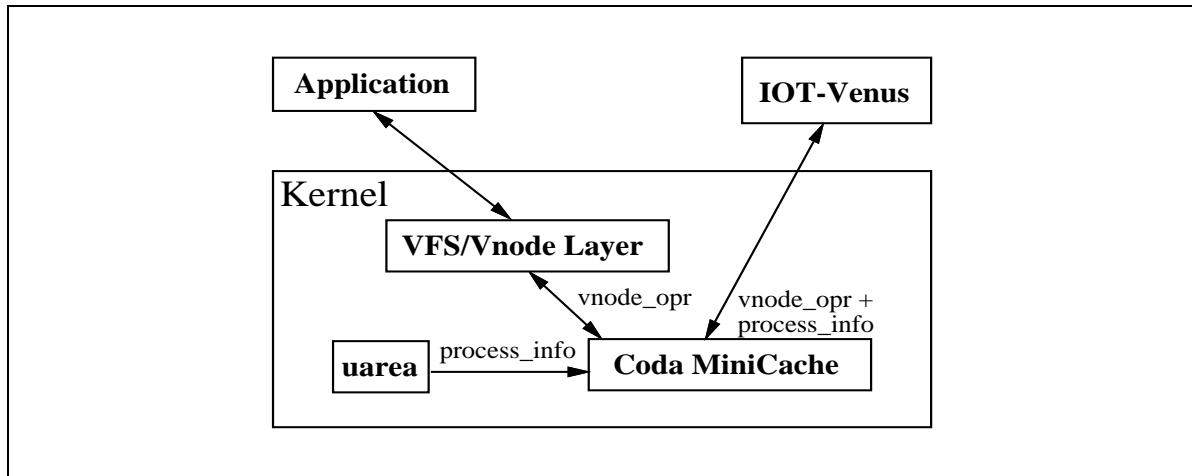 Application
IOT-Venus
Kernel
VFS/Vnode Layer
vnode_opr
vnode_opr +
process_info
process_info
uarea
Coda MiniCache